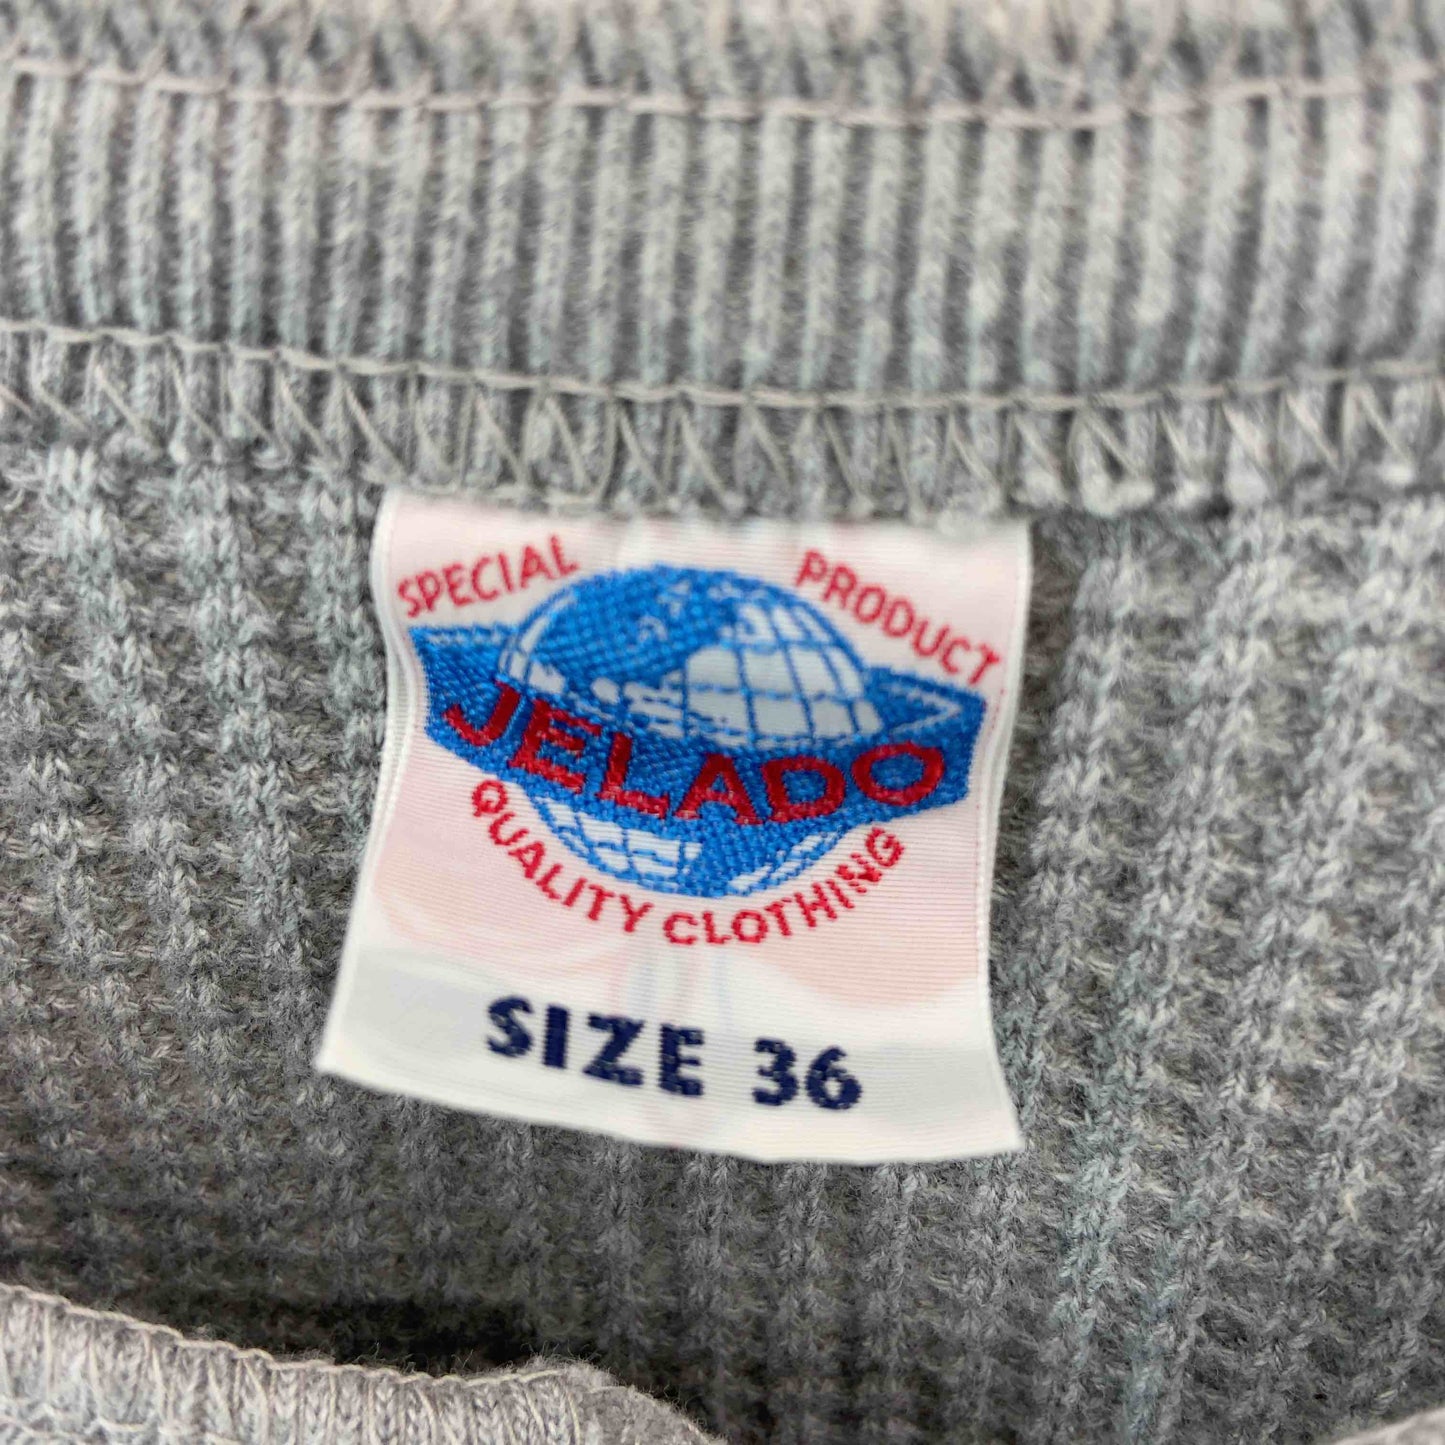 SPECIAL PRODUCT
JELADO
QUALITY CLOTHING
SIZE 36